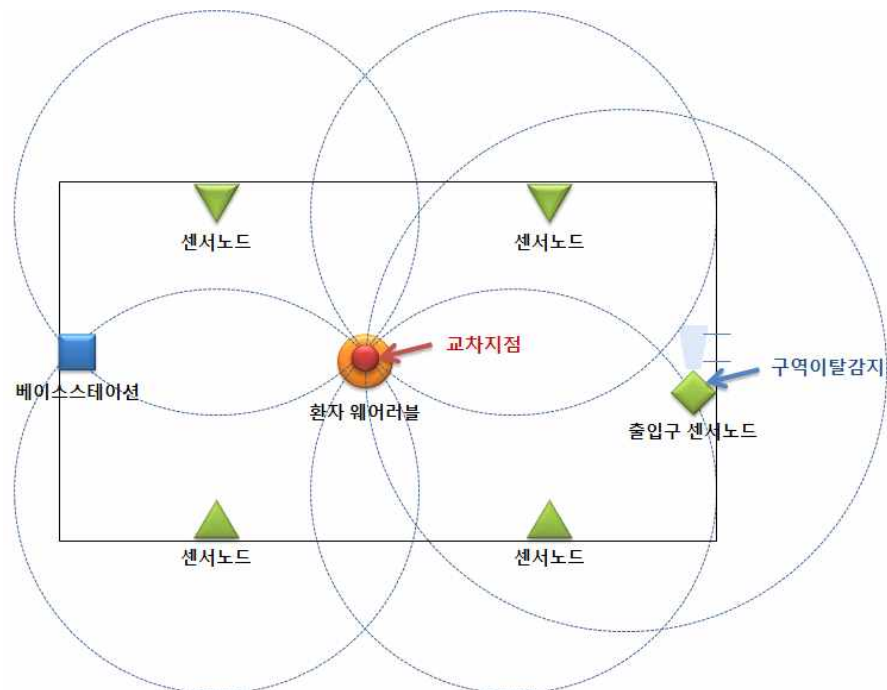 센서노드
센서노드
교차지점
구역이탈감지
베이스스테아션
환자 웨어러블
출입구 센서노드
센서노드
센서노드